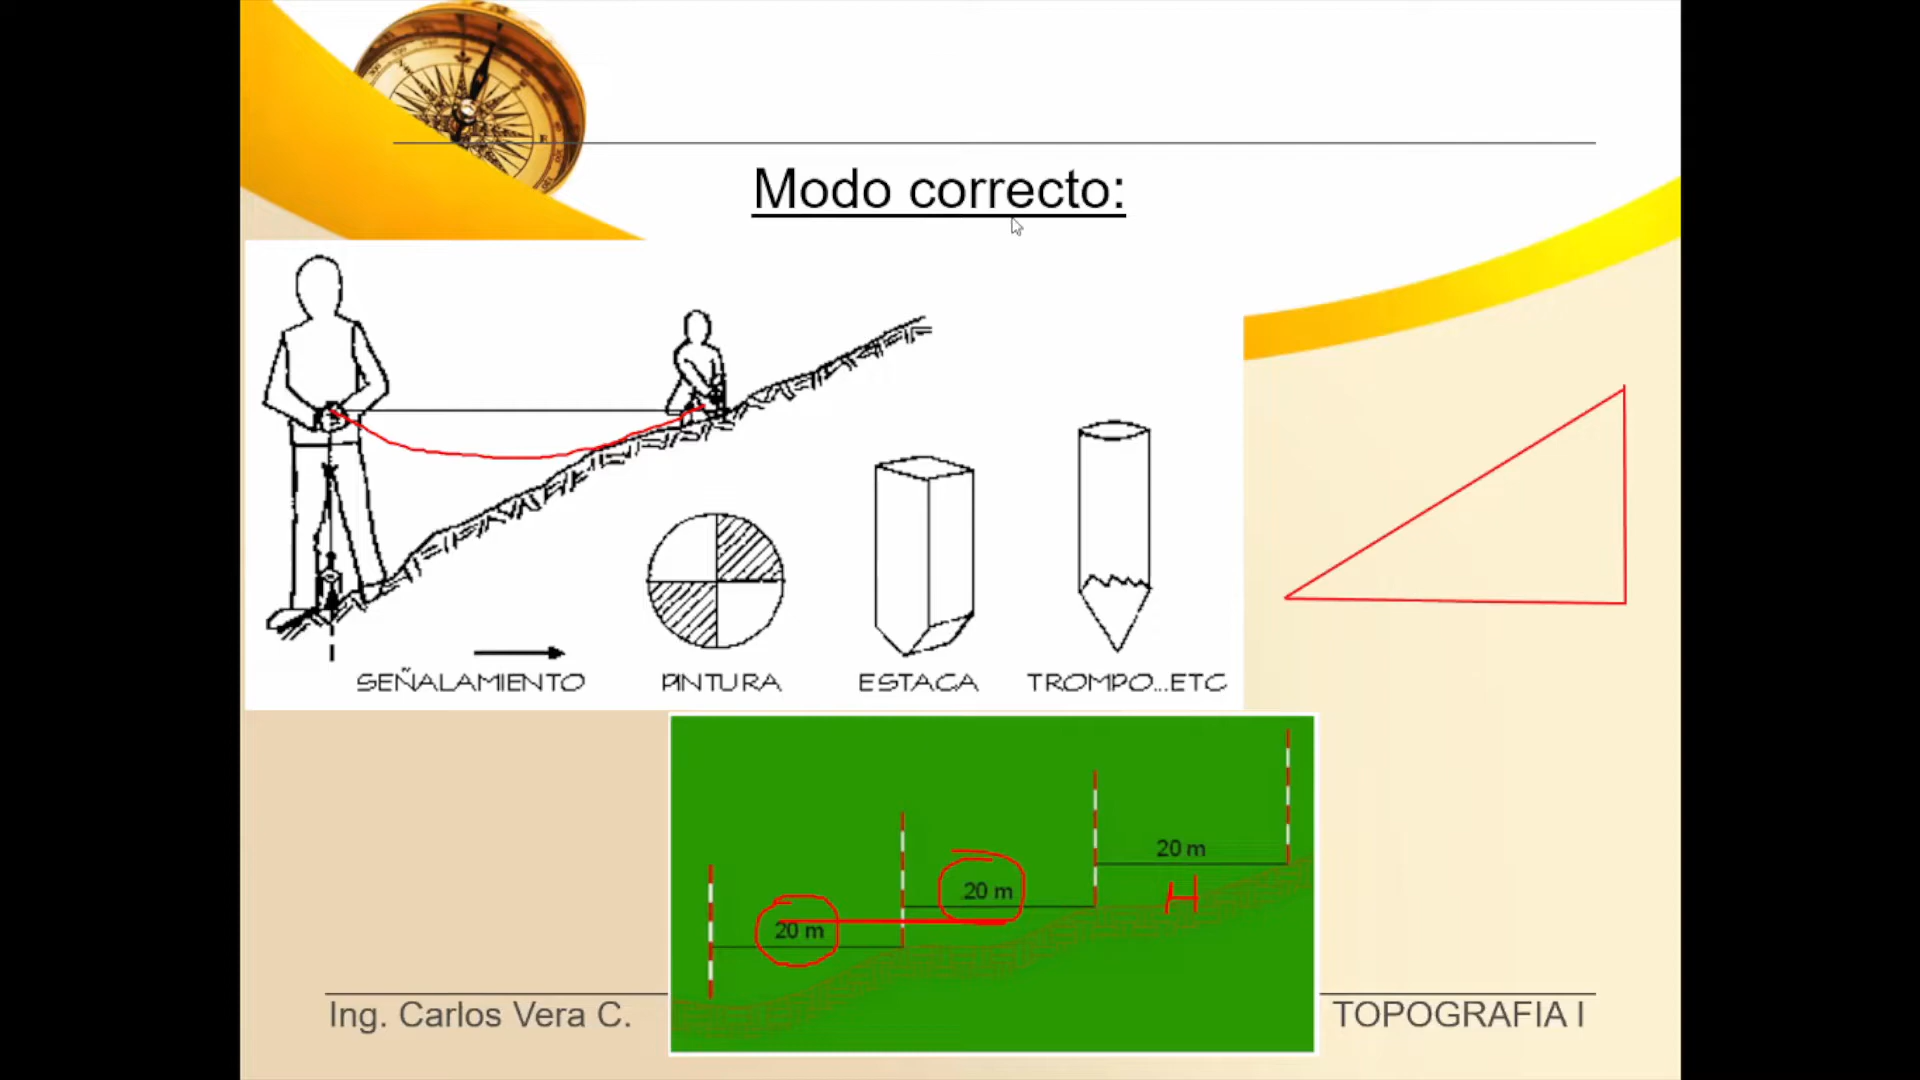 Modo correcto:
SEÑALAMIENTO
PINTURA
ESTACA
TROMPO...ETC
20 m
20 m
20 m
H
Ing. Carlos Vera C.
TOPOGRAFIA I